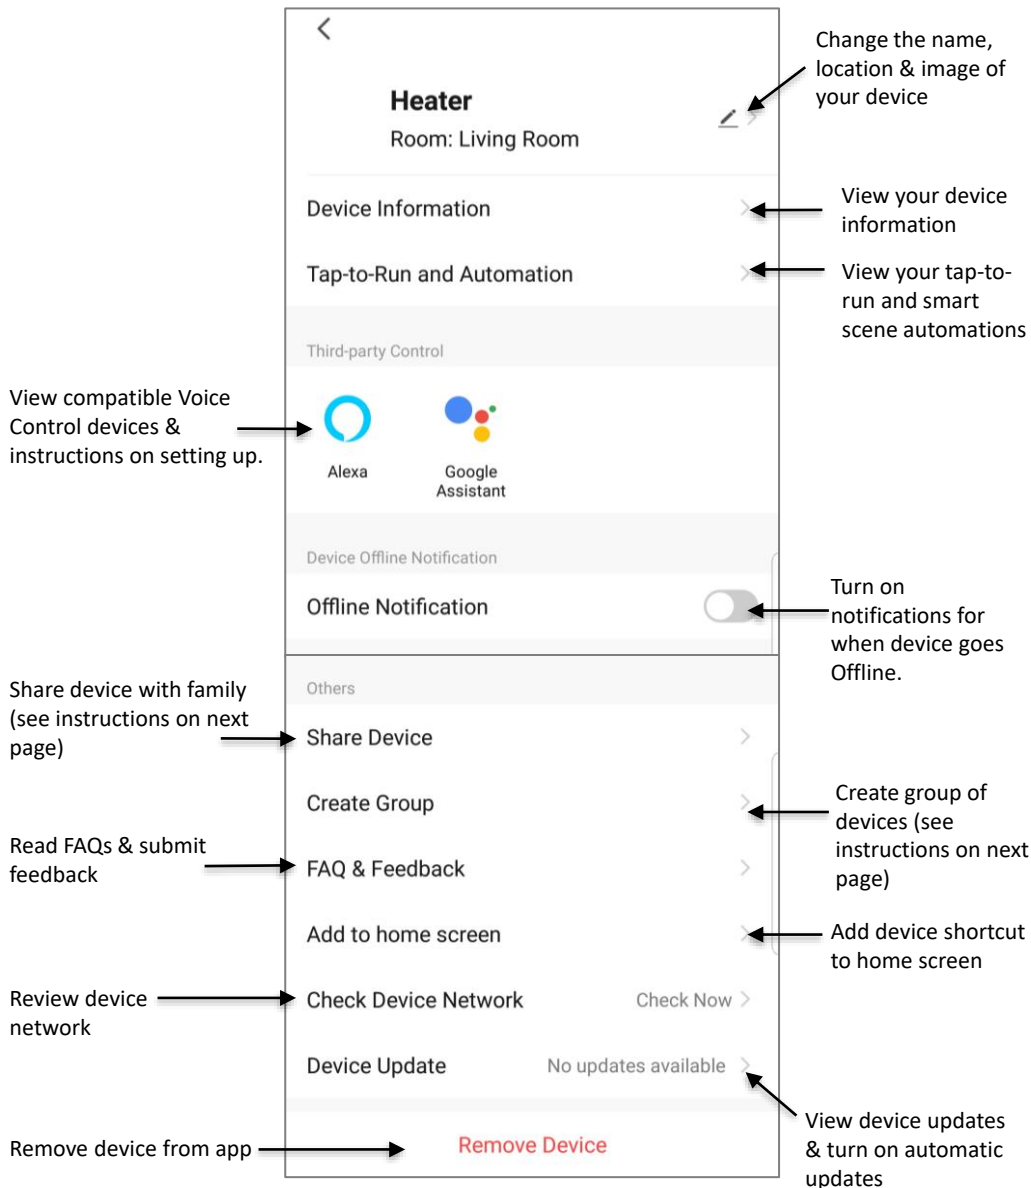 Change the name,
location & image of
your device
Heater
Room: Living Room
Device Information
View your device
information
Tap-to-Run and Automation
View your tap-to-
run and smart
scene automations
Third-party Control
View compatible Voice
Control devices &
instructions on setting up.
Alexa
Google
Assistant
Device Offline Notification
Offline Notification
Turn on
notifications for
when device goes
Offline.
Others
Share device with family
(see instructions on next
page)
Share Device
Create Group
Create group of
devices (see
instructions on next
page)
Read FAQs & submit
feedback
FAQ & Feedback
Add to home screen
Add device shortcut
to home screen
Review device
network
Check Device Network Check Now
Device Update No updates available
View device updates
& turn on automatic
updates
Remove device from app
Remove Device